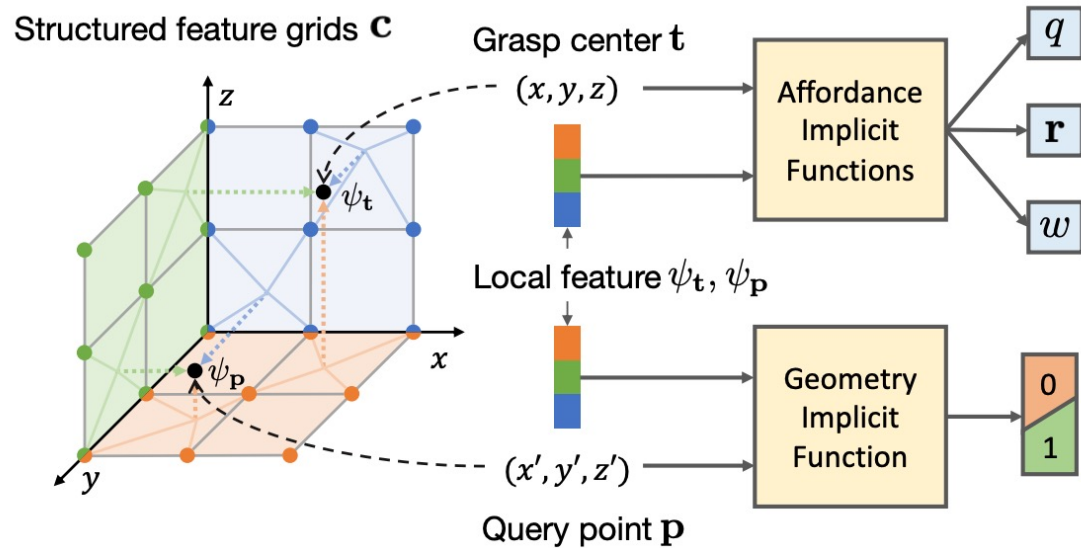 Structured feature grids c
Grasp center t
(x, y, z)
z
x
y
ψt
ψp
Affordance
Implicit
Functions
q
r
w
Local feature ψt, ψp
Geometry
Implicit
Function
0
1
(x′, y′, z′)
Query point p